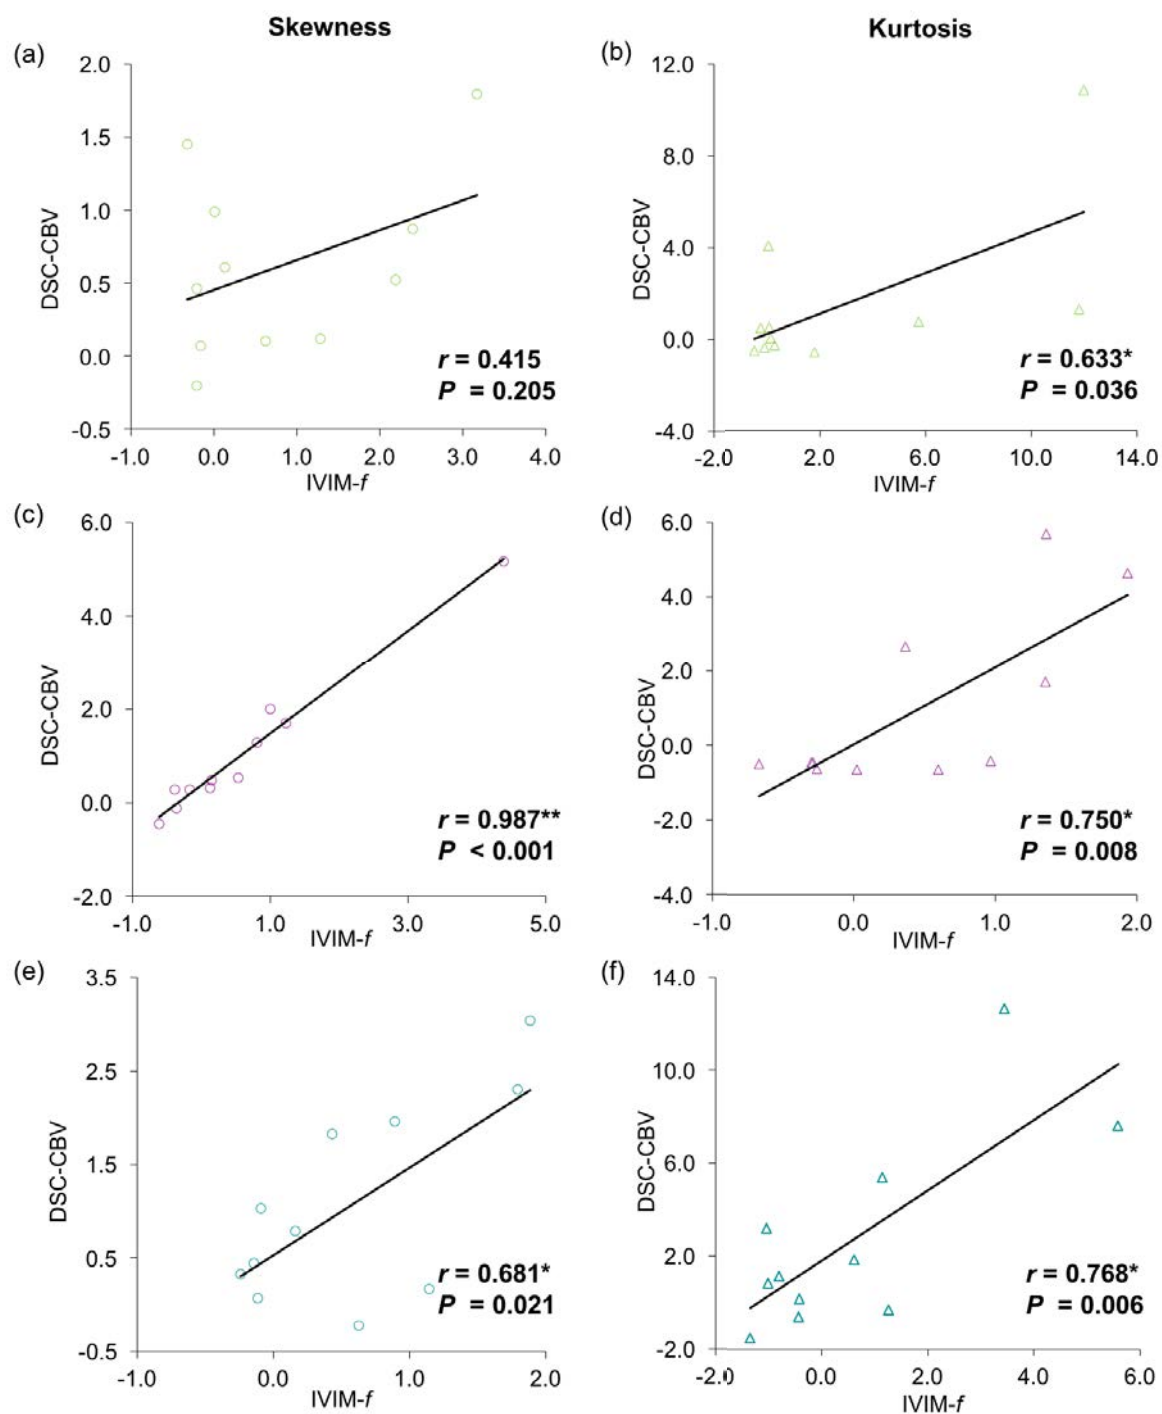 Skewness
Kurtosis
(a)
2.0
1.5
1.0
0.5
0.0
-0.5
DSC-CBV
r = 0.415
P = 0.205
-1.0 0.0 1.0 2.0 3.0 4.0
IVIM-f
(b)
12.0
8.0
4.0
0.0
-4.0
DSC-CBV
r = 0.633*
P = 0.036
-2.0 2.0 6.0 10.0 14.0
IVIM-f
(c)
6.0
4.0
2.0
0.0
-2.0
DSC-CBV
r = 0.987**
P < 0.001
-1.0 1.0 3.0 5.0
IVIM-f
(d)
6.0
4.0
2.0
0.0
-2.0
-4.0
DSC-CBV
r = 0.750*
P = 0.008
-1.0 0.0 1.0 2.0
IVIM-f
(e)
3.5
2.5
1.5
0.5
-0.5
DSC-CBV
r = 0.681*
P = 0.021
-1.0 0.0 1.0 2.0
IVIM-f
(f)
14.0
10.0
6.0
2.0
-2.0
DSC-CBV
r = 0.768*
P = 0.006
-2.0 0.0 2.0 4.0 6.0
IVIM-f